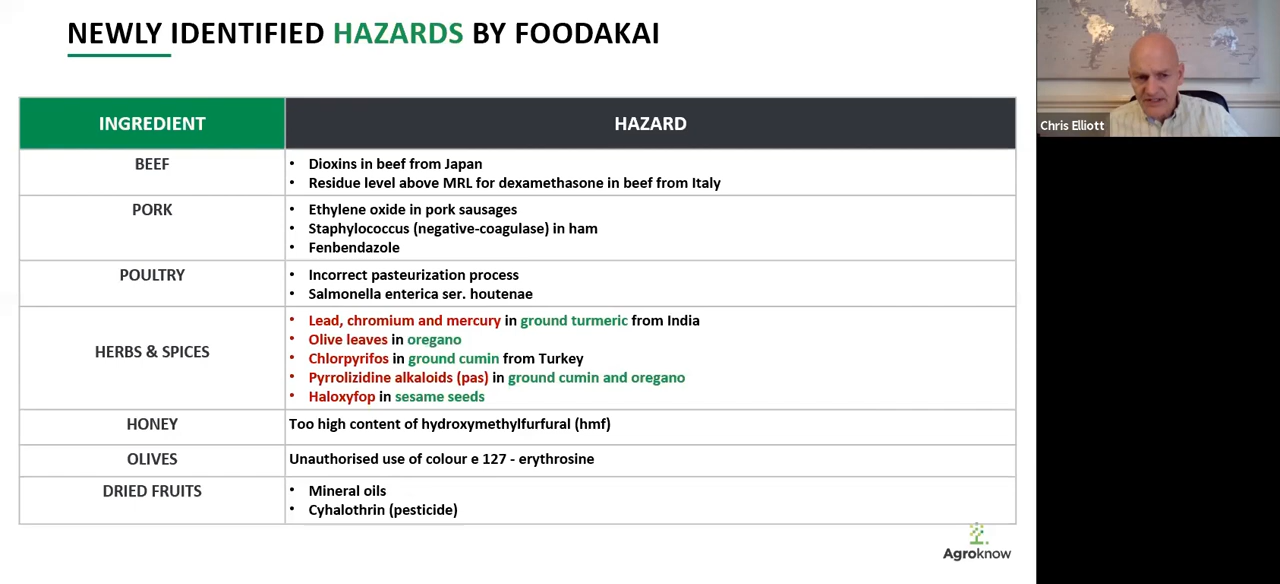 NEWLY IDENTIFIED HAZARDS BY FOODAKAI
INGREDIENT
HAZARD
BEEF
• Dioxins in beef from Japan
• Residue level above MRL for dexamethasone in beef from Italy
PORK
• Ethylene oxide in pork sausages
• Staphylococcus (negative-coagulase) in ham
• Fenbendazole
POULTRY
• Incorrect pasteurization process
• Salmonella enterica ser. houtenae
HERBS & SPICES
• Lead, chromium and mercury in ground turmeric from India
• Olive leaves in oregano
• Chlorpyrifos in ground cumin from Turkey
• Pyrrolizidine alkaloids (pas) in ground cumin and oregano
• Haloxyfop in sesame seeds
HONEY
Too high content of hydroxymethylfurfural (hmf)
OLIVES
Unauthorised use of colour e 127 - erythrosine
DRIED FRUITS
• Mineral oils
• Cyhalothrin (pesticide)
Agroknow
Chris Elliott